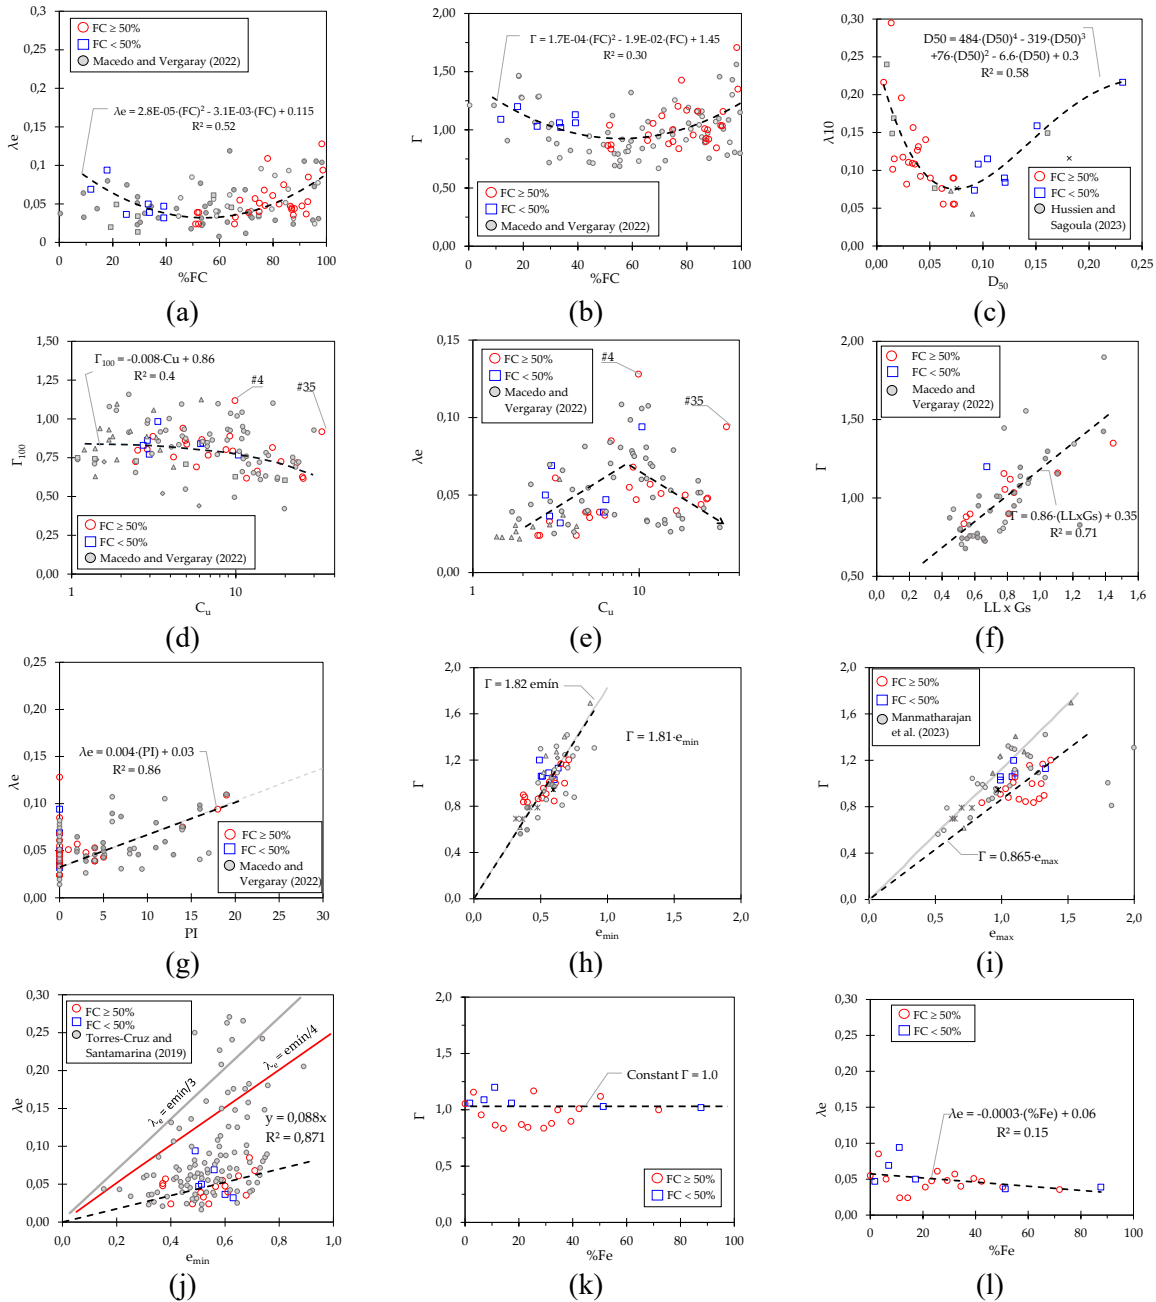 0,3
0,25
0,2
0,15
0,1
0,05
0
λe
FC ≥ 50%
FC < 50%
Macedo and Vergaray (2022)
λe = 2.8E-05·(FC)² - 3.1E-03·(FC) + 0.115
R² = 0.52
0 20 40 60 80 100
%FC
(a)
2,00
1,50
1,00
0,50
0,00
Γ
Γ = 1.7E-04·(FC)² - 1.9E-02·(FC) + 1.45
R² = 0.30
FC ≥ 50%
FC < 50%
Macedo and Vergaray (2022)
0 20 40 60 80 100
%FC
(b)
0,30
0,25
0,20
0,15
0,10
0,05
0,00
λ10
D50 = 484·(D50)⁴ - 319·(D50)³
+76·(D50)² - 6.6·(D50) + 0.3
R² = 0.58
FC ≥ 50%
FC < 50%
Hussien and
Sagoula (2023)
0,00 0,05 0,10 0,15 0,20 0,25
D₅₀
(c)
1,50
1,25
1,00
0,75
0,50
0,25
0,00
Γ₁₀₀
Γ₁₀₀ = -0.008·Cu + 0.86
R² = 0.4
#4
#35
FC ≥ 50%
FC < 50%
Macedo and Vergaray (2022)
1 10
Cᵤ
(d)
0,15
0,10
0,05
0,00
λe
FC ≥ 50%
FC < 50%
Macedo and
Vergaray (2022)
#4
#35
1 10
Cᵤ
(e)
2,00
1,50
1,00
0,50
Γ
FC ≥ 50%
FC < 50%
Macedo and
Vergaray (2022)
Γ = 0.86·(LLxGs) + 0.35
R² = 0.71
0,0 0,2 0,4 0,6 0,8 1,0 1,2 1,4 1,6
LL x Gs
(f)
0,25
0,20
0,15
0,10
0,05
0,00
λe
λe = 0.004·(PI) + 0.03
R² = 0.86
FC ≥ 50%
FC < 50%
Macedo and
Vergaray (2022)
0 5 10 15 20 25 30
PI
(g)
2,0
1,6
1,2
0,8
0,4
0,0
Γ
Γ = 1.82 emín
Γ = 1.81·eₘᵢₙ
0,0 0,5 1,0 1,5 2,0
eₘᵢₙ
(h)
2,0
1,6
1,2
0,8
0,4
0,0
Γ
FC ≥ 50%
FC < 50%
Manmatharajan
et al. (2023)
Γ = 0.865·eₘₐₓ
0,0 0,5 1,0 1,5 2,0
eₘₐₓ
(i)
0,30
0,25
0,20
0,15
0,10
0,05
0,00
λe
FC ≥ 50%
FC < 50%
Torres-Cruz and
Santamarina (2019)
λₑ = emín/3
λₑ = emín/4
y = 0,088x
R² = 0,871
0,0 0,2 0,4 0,6 0,8 1,0
eₘᵢₙ
(j)
2,0
1,5
1,0
0,5
0,0
Γ
Constant Γ = 1.0
FC ≥ 50%
FC < 50%
0 20 40 60 80 100
%Fe
(k)
0,30
0,25
0,20
0,15
0,10
0,05
0,00
λe
FC ≥ 50%
FC < 50%
λe = -0.0003·(%Fe) + 0.06
R² = 0.15
0 20 40 60 80 100
%Fe
(l)